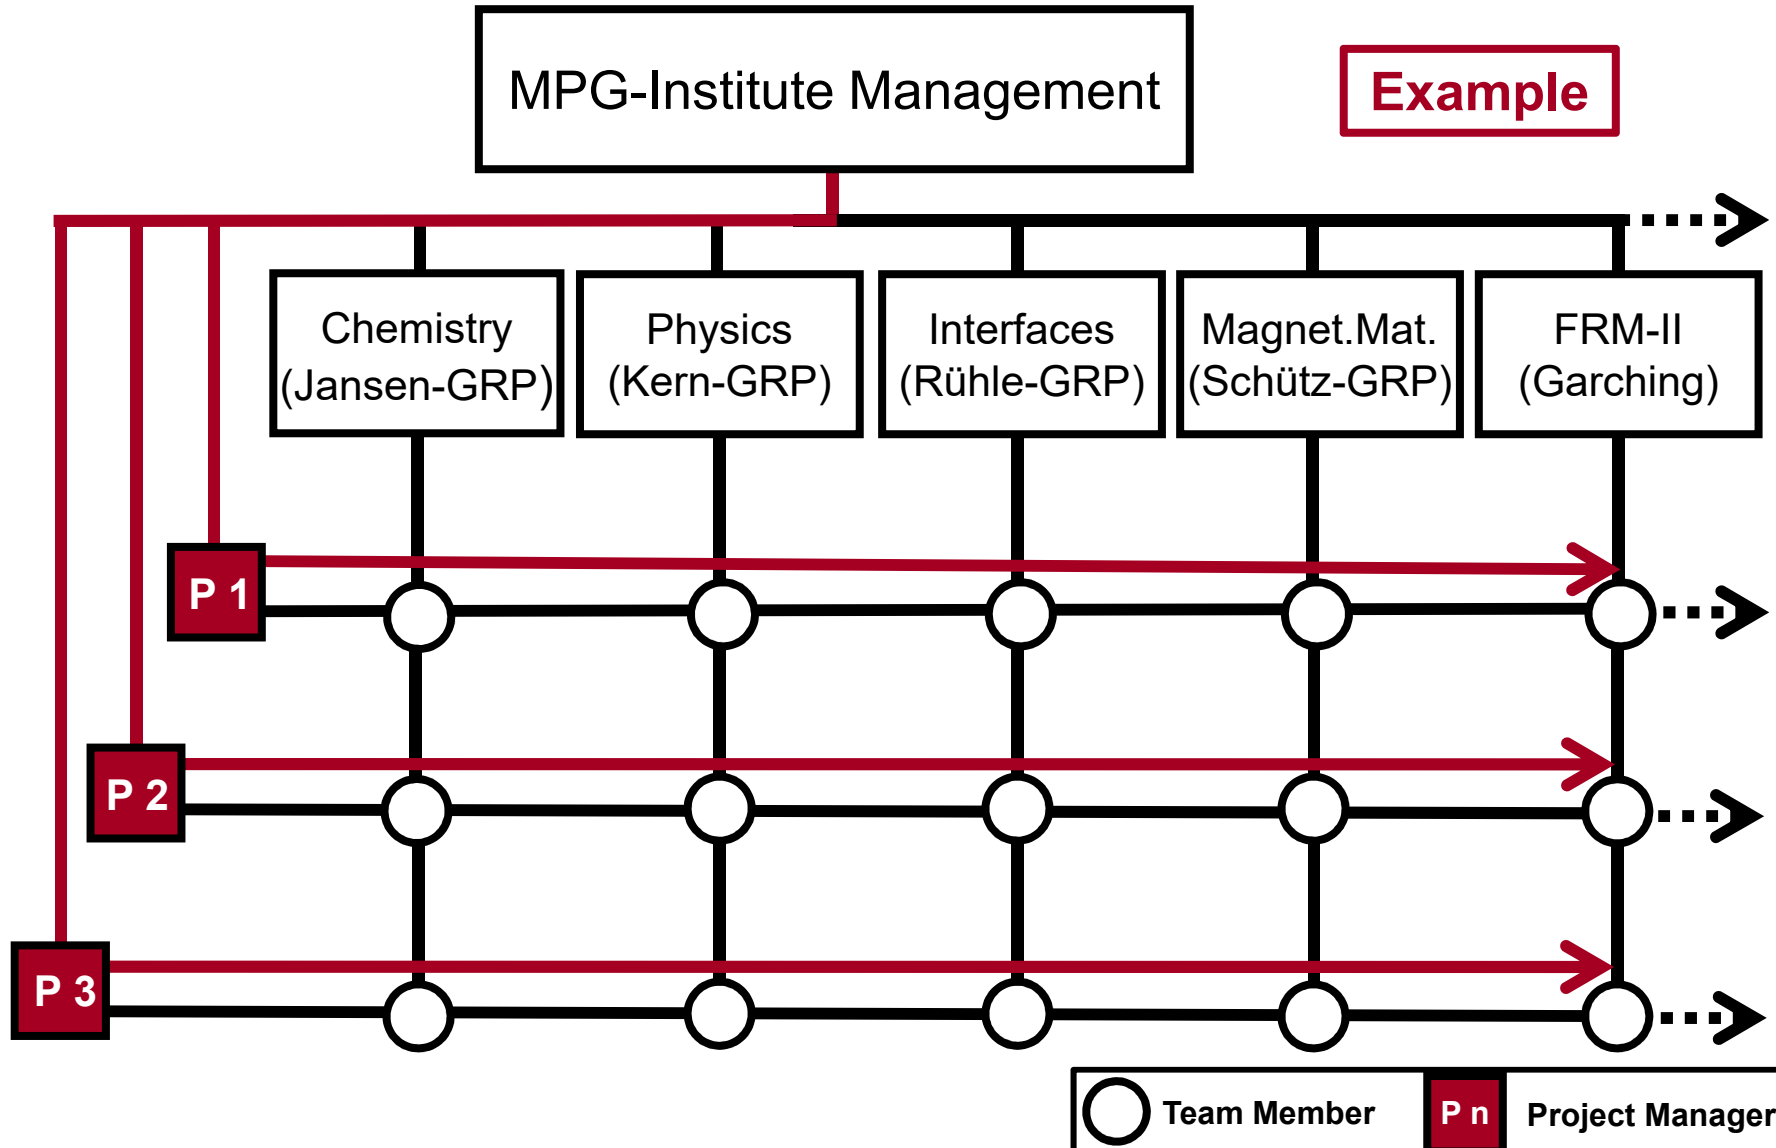 MPG-Institute Management
Example
Chemistry
(Jansen-GRP)
Physics
(Kern-GRP)
Interfaces
(Rühle-GRP)
Magnet.Mat.
(Schütz-GRP)
FRM-II
(Garching)
P 1
P 2
P 3
Team Member
P n
Project Manager